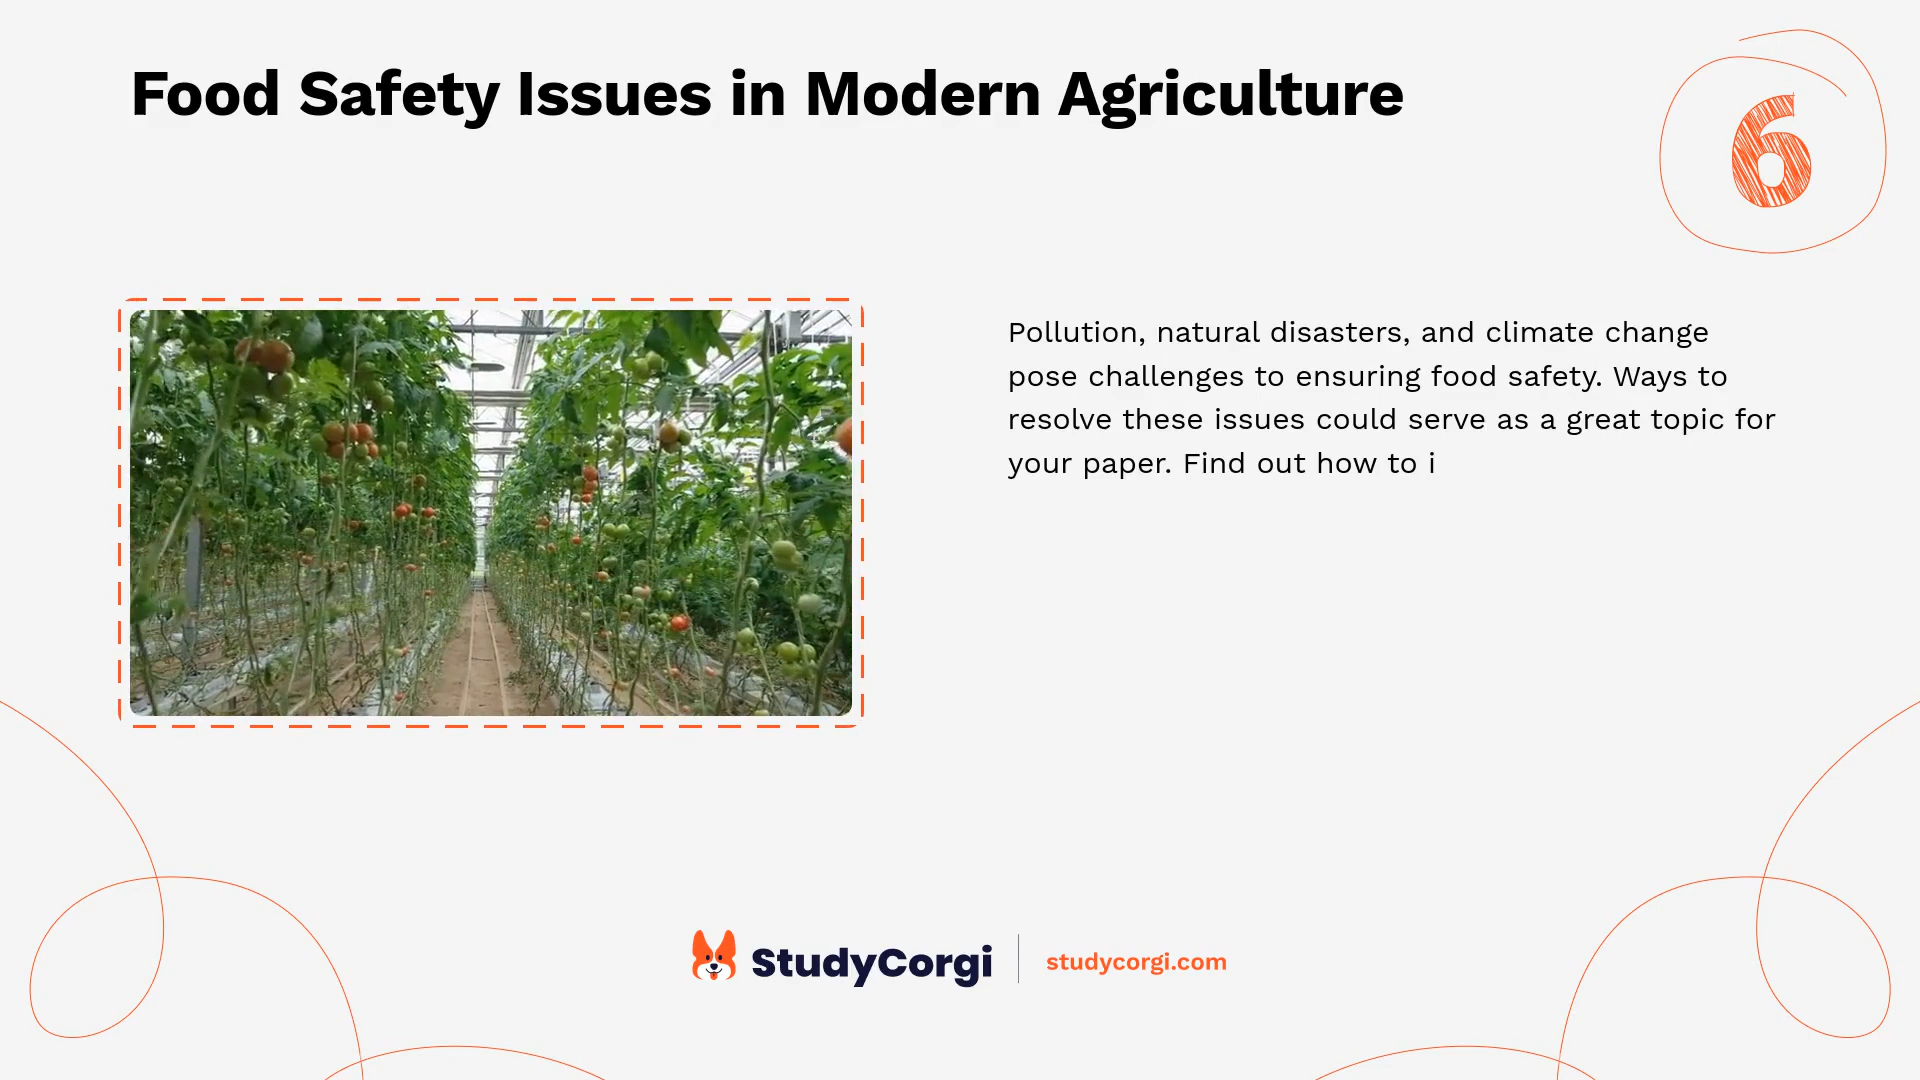 Food Safety Issues in Modern Agriculture
6
Pollution, natural disasters, and climate change
pose challenges to ensuring food safety. Ways to
resolve these issues could serve as a great topic for
your paper. Find out how to i
StudyCorgi
studycorgi.com